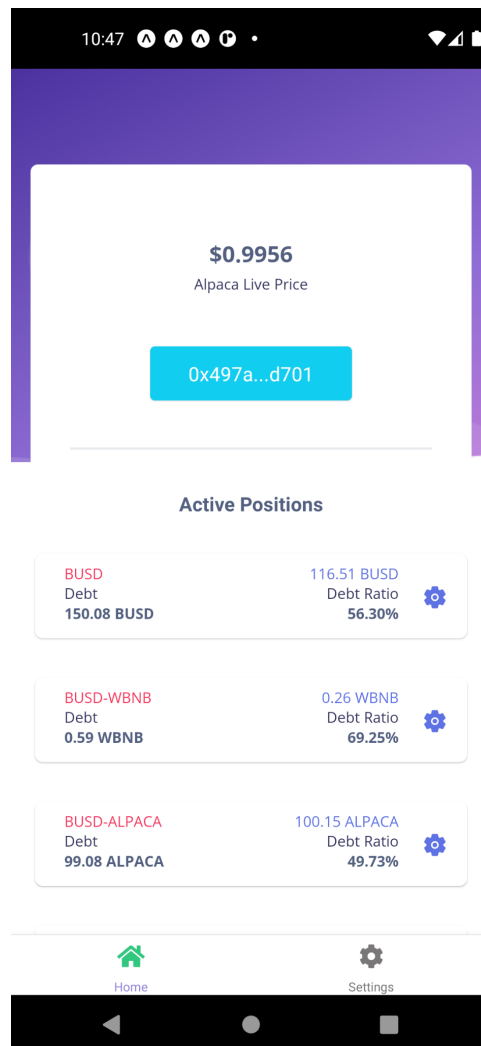 10:47
$0.9956
Alpaca Live Price
0x497a...d701
Active Positions
BUSD 116.51 BUSD
Debt Debt Ratio
150.08 BUSD 56.30%
BUSD-WBNB 0.26 WBNB
Debt Debt Ratio
0.59 WBNB 69.25%
BUSD-ALPACA 100.15 ALPACA
Debt Debt Ratio
99.08 ALPACA 49.73%
Home Settings